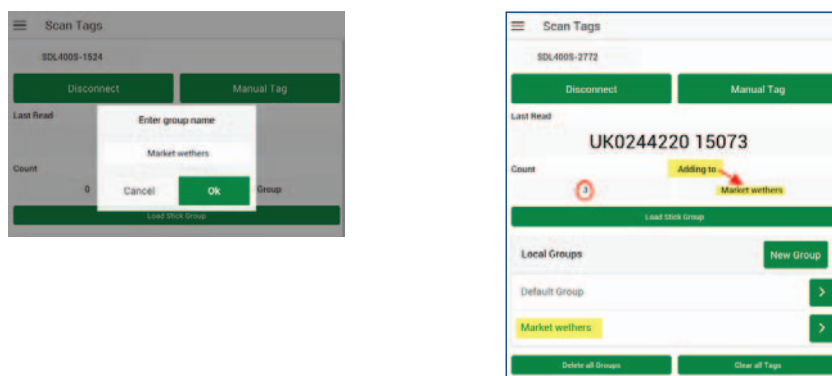 Scan Tags
SDL400S-1524
Disconnect Manual Tag
Last Read
Enter group name
Market wethers
Count
0 Cancel Ok Group
Load Stick Group
Scan Tags
SDL400S-2772
Disconnect Manual Tag
Last Read
UK0244220 15073
Count Adding to
3 Market wethers
Load Stick Group
Local Groups New Group
Default Group
Market wethers
Delete all Groups Clear all Tags